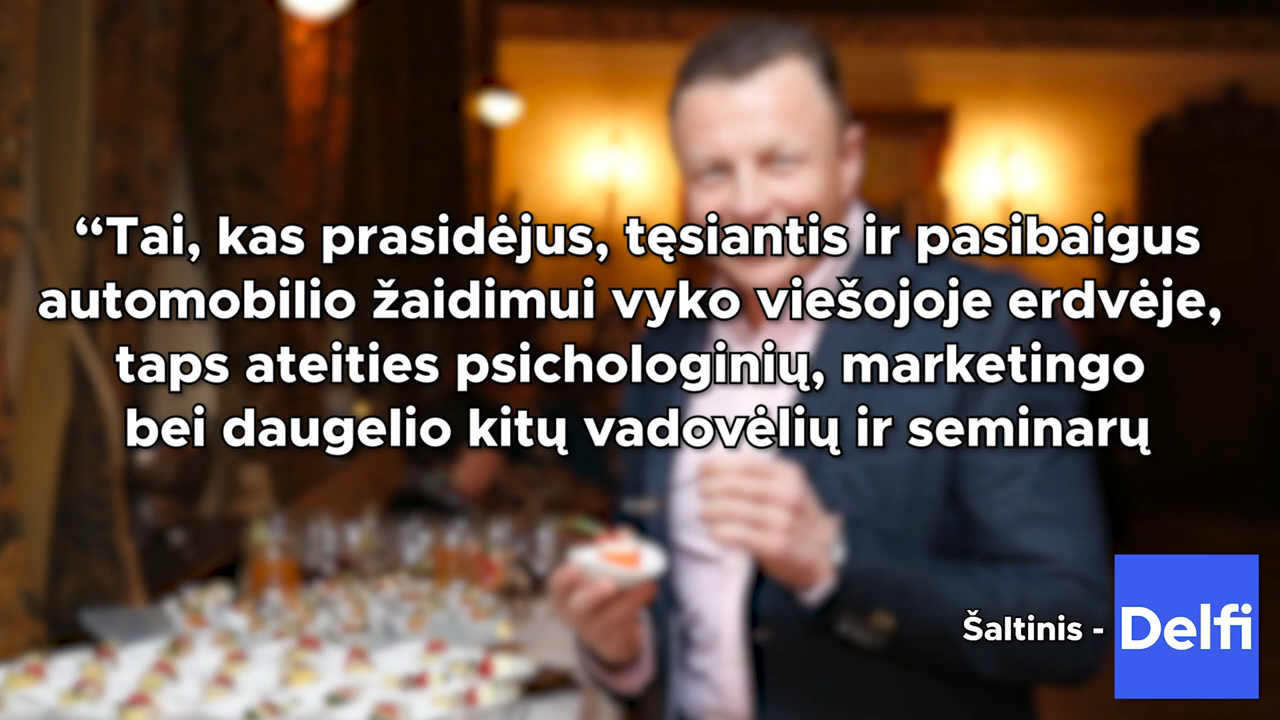 “Tai, kas prasidėjus, tęsiantis ir pasibaigus
automobilio žaidimui vyko viešojoje erdvėje,
taps ateities psichologinių, marketingo
bei daugelio kitų vadovėlių ir seminarų
Šaltinis - Delfi